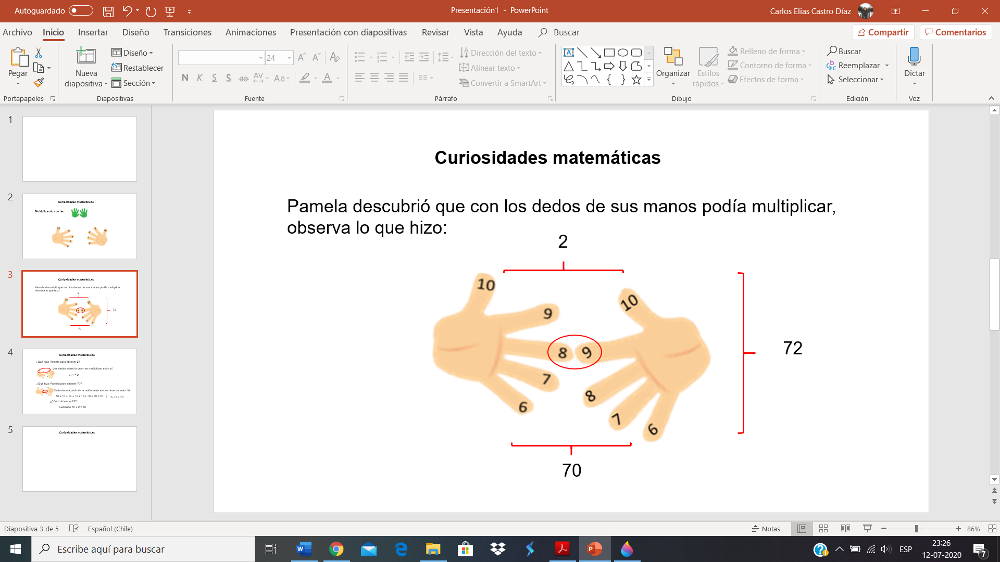 Autoguardado
Presentación1 - PowerPoint
Carlos Elias Castro Díaz
Archivo Inicio Insertar Diseño Transiciones Animaciones Presentación con diapositivas Revisar Vista Ayuda Buscar
Compartir Comentarios
Pegar
Portapapeles
Nueva
diapositiva
Diseño
Restablecer
Sección
Diapositivas
24
N K S S ab AV Aa A
Fuente
Dirección del texto
Alinear texto
Convertir a SmartArt
Párrafo
Organizar
Estilos
rápidos
Relleno de forma
Contorno de forma
Efectos de forma
Dibujo
Buscar
Reemplazar
Seleccionar
Edición
Dictar
Voz
1
2
Curiosidades matemáticas
Multiplicando con las:
3
Curiosidades matemáticas
Pamela descubrió que con los dedos de sus manos podía multiplicar,
observa lo que hizo:
2
72
70
4
Curiosidades matemáticas
¿Qué hizo Pamela para obtener 2?
Los dedos sobre la unión se multiplican entre sí.
2 • 1 = 2
¿Qué hizo Pamela para obtener 70?
Cada dedo a partir de la unión entre ambos tiene un valor 10.
10 + 10 + 10 + 10 + 10 + 10 + 10 = 70 ó 7 • 10 = 70
¿Cómo obtuvo el 72?
Sumando 70 + 2 = 72
5
Curiosidades matemáticas
Curiosidades matemáticas
Pamela descubrió que con los dedos de sus manos podía multiplicar,
observa lo que hizo:
2
10
9
8
7
6
10
9
8
7
6
72
70
Diapositiva 3 de 5
Español (Chile)
Notas
86%
Escribe aquí para buscar
ESP
23:26
12-07-2020
7